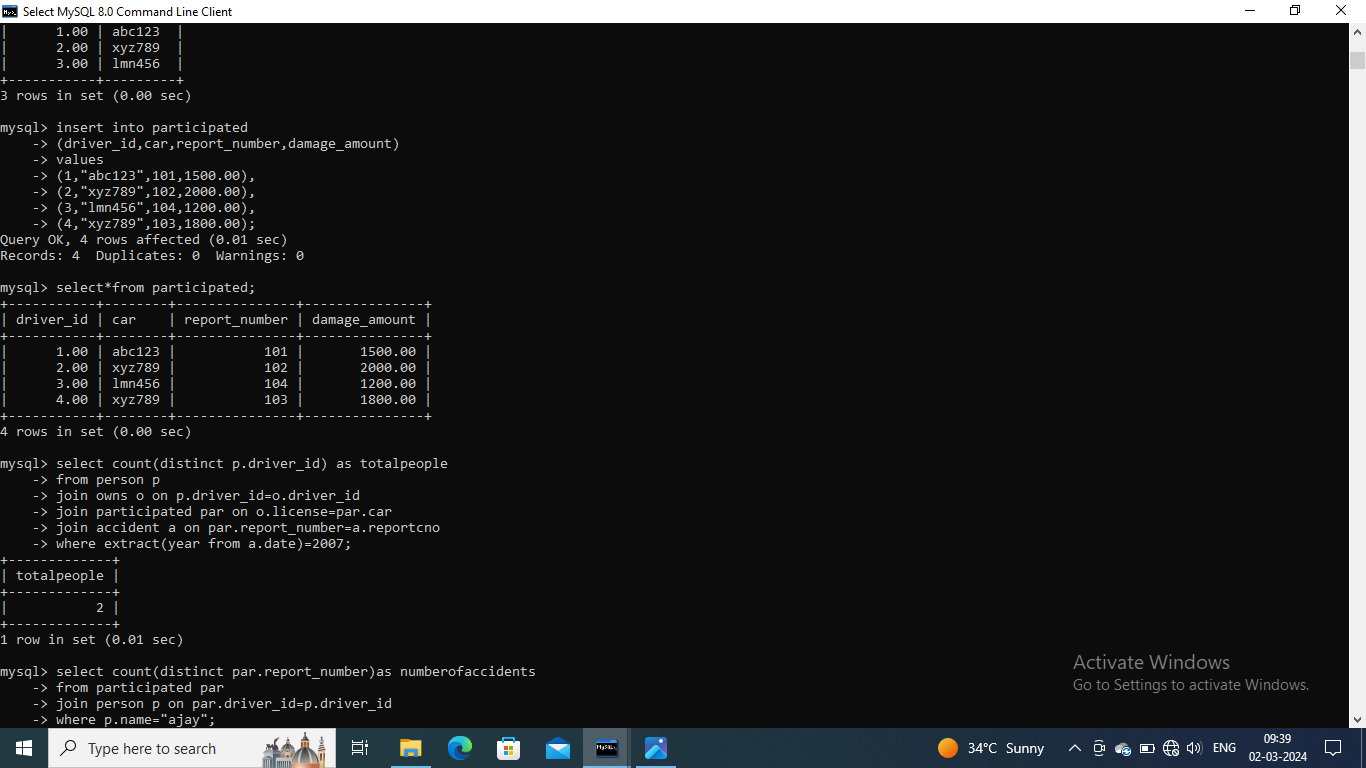 Select MySQL 8.0 Command Line Client
|      1.00 | abc123  |
|      2.00 | xyz789  |
|      3.00 | lmn456  |
+-----------+---------+
3 rows in set (0.00 sec)
mysql> insert into participated
    -> (driver_id,car,report_number,damage_amount)
    -> values
    -> (1,"abc123",101,1500.00),
    -> (2,"xyz789",102,2000.00),
    -> (3,"lmn456",104,1200.00),
    -> (4,"xyz789",103,1800.00);
Query OK, 4 rows affected (0.01 sec)
Records: 4  Duplicates: 0  Warnings: 0
mysql> select*from participated;
+-----------+--------+---------------+---------------+
| driver_id | car    | report_number | damage_amount |
+-----------+--------+---------------+---------------+
|      1.00 | abc123 |           101 |       1500.00 |
|      2.00 | xyz789 |           102 |       2000.00 |
|      3.00 | lmn456 |           104 |       1200.00 |
|      4.00 | xyz789 |           103 |       1800.00 |
+-----------+--------+---------------+---------------+
4 rows in set (0.00 sec)
mysql> select count(distinct p.driver_id) as totalpeople
    -> from person p
    -> join owns o on p.driver_id=o.driver_id
    -> join participated par on o.license=par.car
    -> join accident a on par.report_number=a.reportcno
    -> where extract(year from a.date)=2007;
+-------------+
| totalpeople |
+-------------+
|           2 |
+-------------+
1 row in set (0.01 sec)
mysql> select count(distinct par.report_number)as numberofaccidents
    -> from participated par
    -> join person p on par.driver_id=p.driver_id
    -> where p.name="ajay";
Activate Windows
Go to Settings to activate Windows.
Type here to search
34°C Sunny
ENG
09:39
02-03-2024